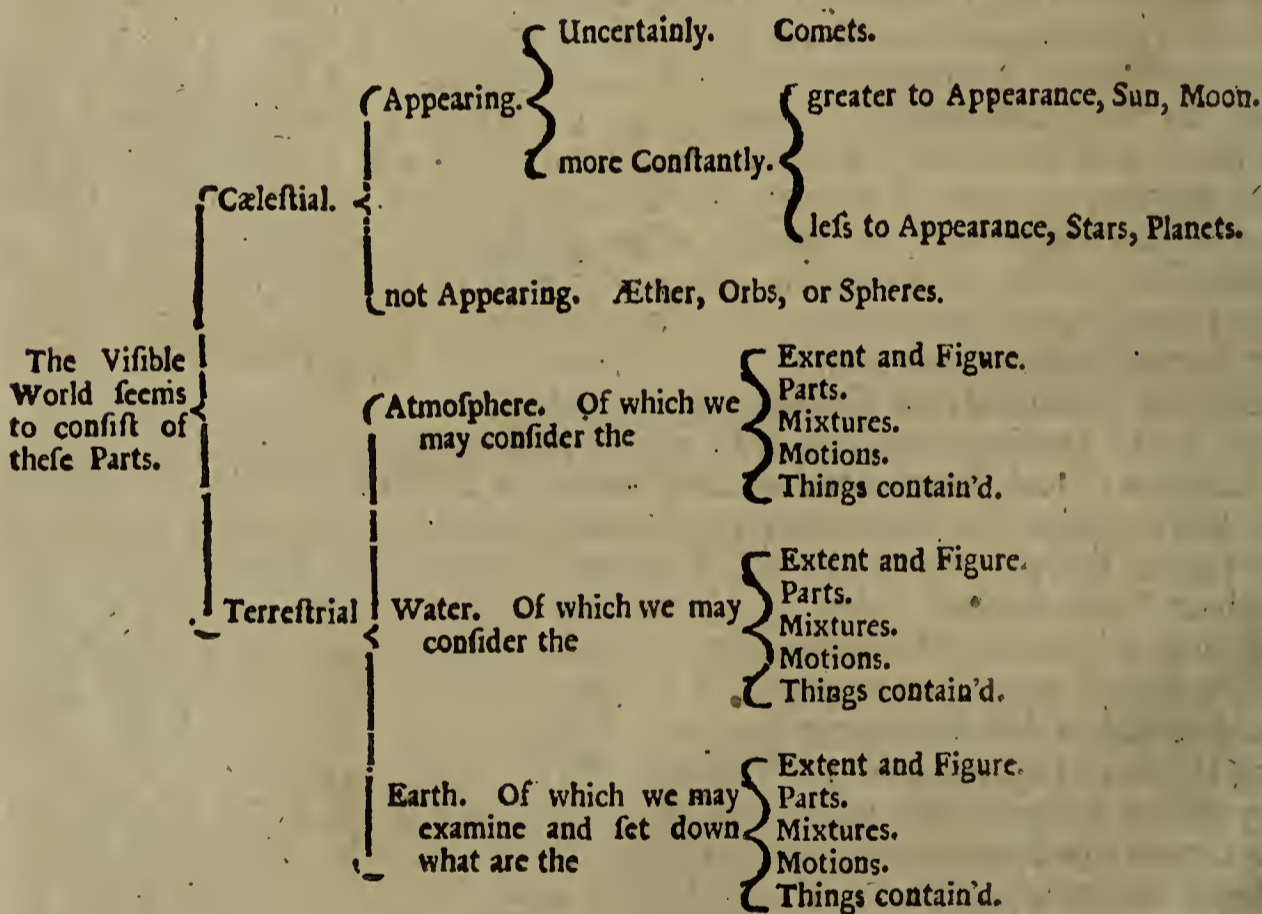 Uncertainly. Comets.
Appearing.
greater to Appearance, Sun, Moon.
more Conſtantly.
Cæleſtial.
leſs to Appearance, Stars, Planets.
not Appearing. Æther, Orbs, or Spheres.
The Viſible
World ſeems
to conſiſt of
theſe Parts.
Atmoſphere. Of which we
may conſider the
Exrent and Figure.
Parts.
Mixtures.
Motions.
Things contain'd.
Terreſtrial
Water. Of which we may
conſider the
Extent and Figure.
Parts.
Mixtures.
Motions.
Things contain'd.
Earth. Of which we may
examine and ſet down
what are the
Extent and Figure.
Parts.
Mixtures.
Motions.
Things contain'd.